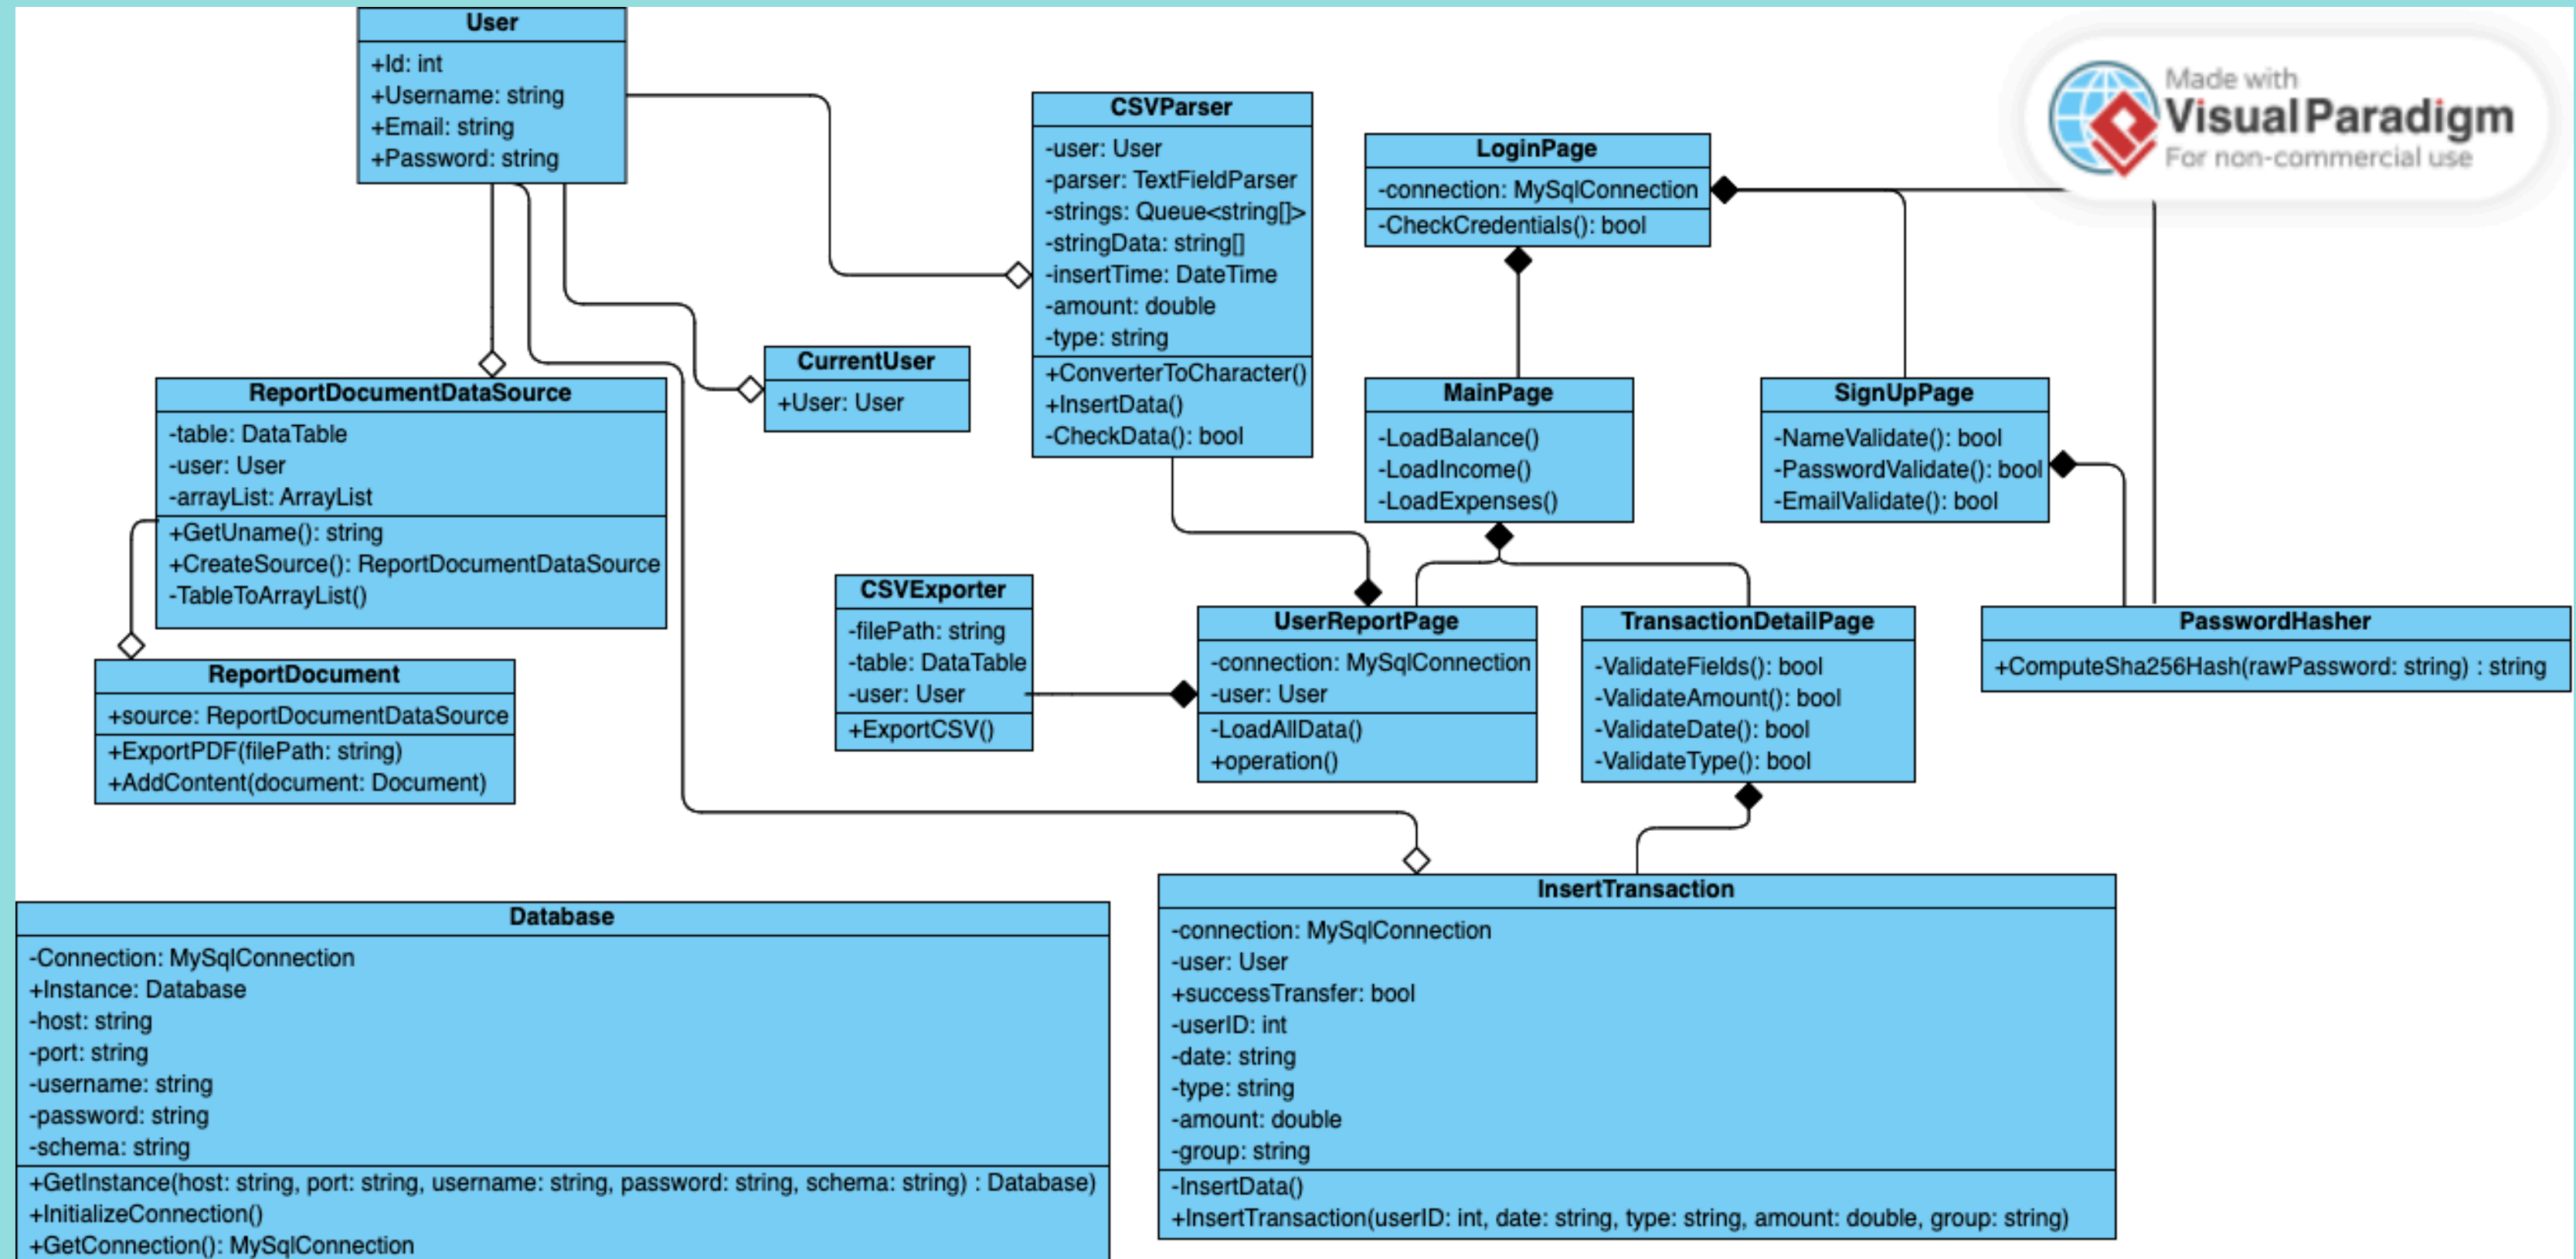 User
+Id: int
+Username: string
+Email: string
+Password: string
CSVParser
-user: User
-parser: TextFieldParser
-strings: Queue<string[]>
-stringData: string[]
-insertTime: DateTime
-amount: double
-type: string
+ConverterToCharacter()
+InsertData()
-CheckData(): bool
LoginPage
-connection: MySqlConnection
-CheckCredentials(): bool
Made with
Visual Paradigm
For non-commercial use
ReportDocumentDataSource
-table: DataTable
-user: User
-arrayList: ArrayList
+GetUname(): string
+CreateSource(): ReportDocumentDataSource
-TableToArrayList()
CurrentUser
+User: User
MainPage
-LoadBalance()
-LoadIncome()
-LoadExpenses()
SignUpPage
-NameValidate(): bool
-PasswordValidate(): bool
-EmailValidate(): bool
ReportDocument
+source: ReportDocumentDataSource
+ExportPDF(filePath: string)
+AddContent(document: Document)
CSVExporter
-filePath: string
-table: DataTable
-user: User
+ExportCSV()
UserReportPage
-connection: MySqlConnection
-user: User
-LoadAllData()
+operation()
TransactionDetailPage
-ValidateFields(): bool
-ValidateAmount(): bool
-ValidateDate(): bool
-ValidateType(): bool
PasswordHasher
+ComputeSha256Hash(rawPassword: string) : string
Database
-Connection: MySqlConnection
+Instance: Database
-host: string
-port: string
-username: string
-password: string
-schema: string
+GetInstance(host: string, port: string, username: string, password: string, schema: string) : Database)
+InitializeConnection()
+GetConnection(): MySqlConnection
InsertTransaction
-connection: MySqlConnection
-user: User
+successTransfer: bool
-userID: int
-date: string
-type: string
-amount: double
-group: string
-InsertData()
+InsertTransaction(userID: int, date: string, type: string, amount: double, group: string)